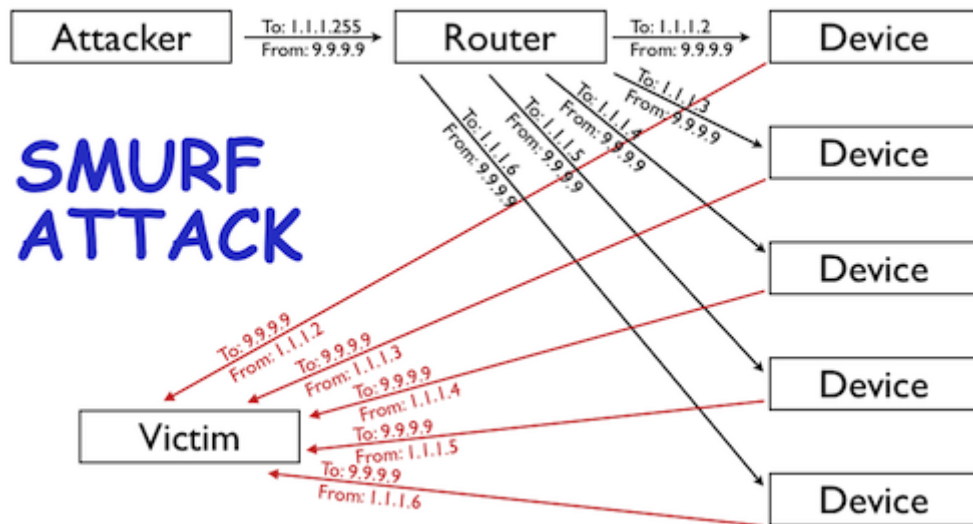 Attacker
To: 1.1.1.255
From: 9.9.9.9
Router
To: 1.1.1.2
From: 9.9.9.9
Device
To: 1.1.1.3
From: 9.9.9.9
To: 1.1.1.4
From: 9.9.9.9
To: 1.1.1.5
From: 9.9.9.9
To: 1.1.1.6
From: 9.9.9.9
Device
SMURF
ATTACK
Device
To: 9.9.9.9
From: 1.1.1.2
To: 9.9.9.9
From: 1.1.1.3
To: 9.9.9.9
From: 1.1.1.4
Device
Victim
To: 9.9.9.9
From: 1.1.1.5
To: 9.9.9.9
From: 1.1.1.6
Device